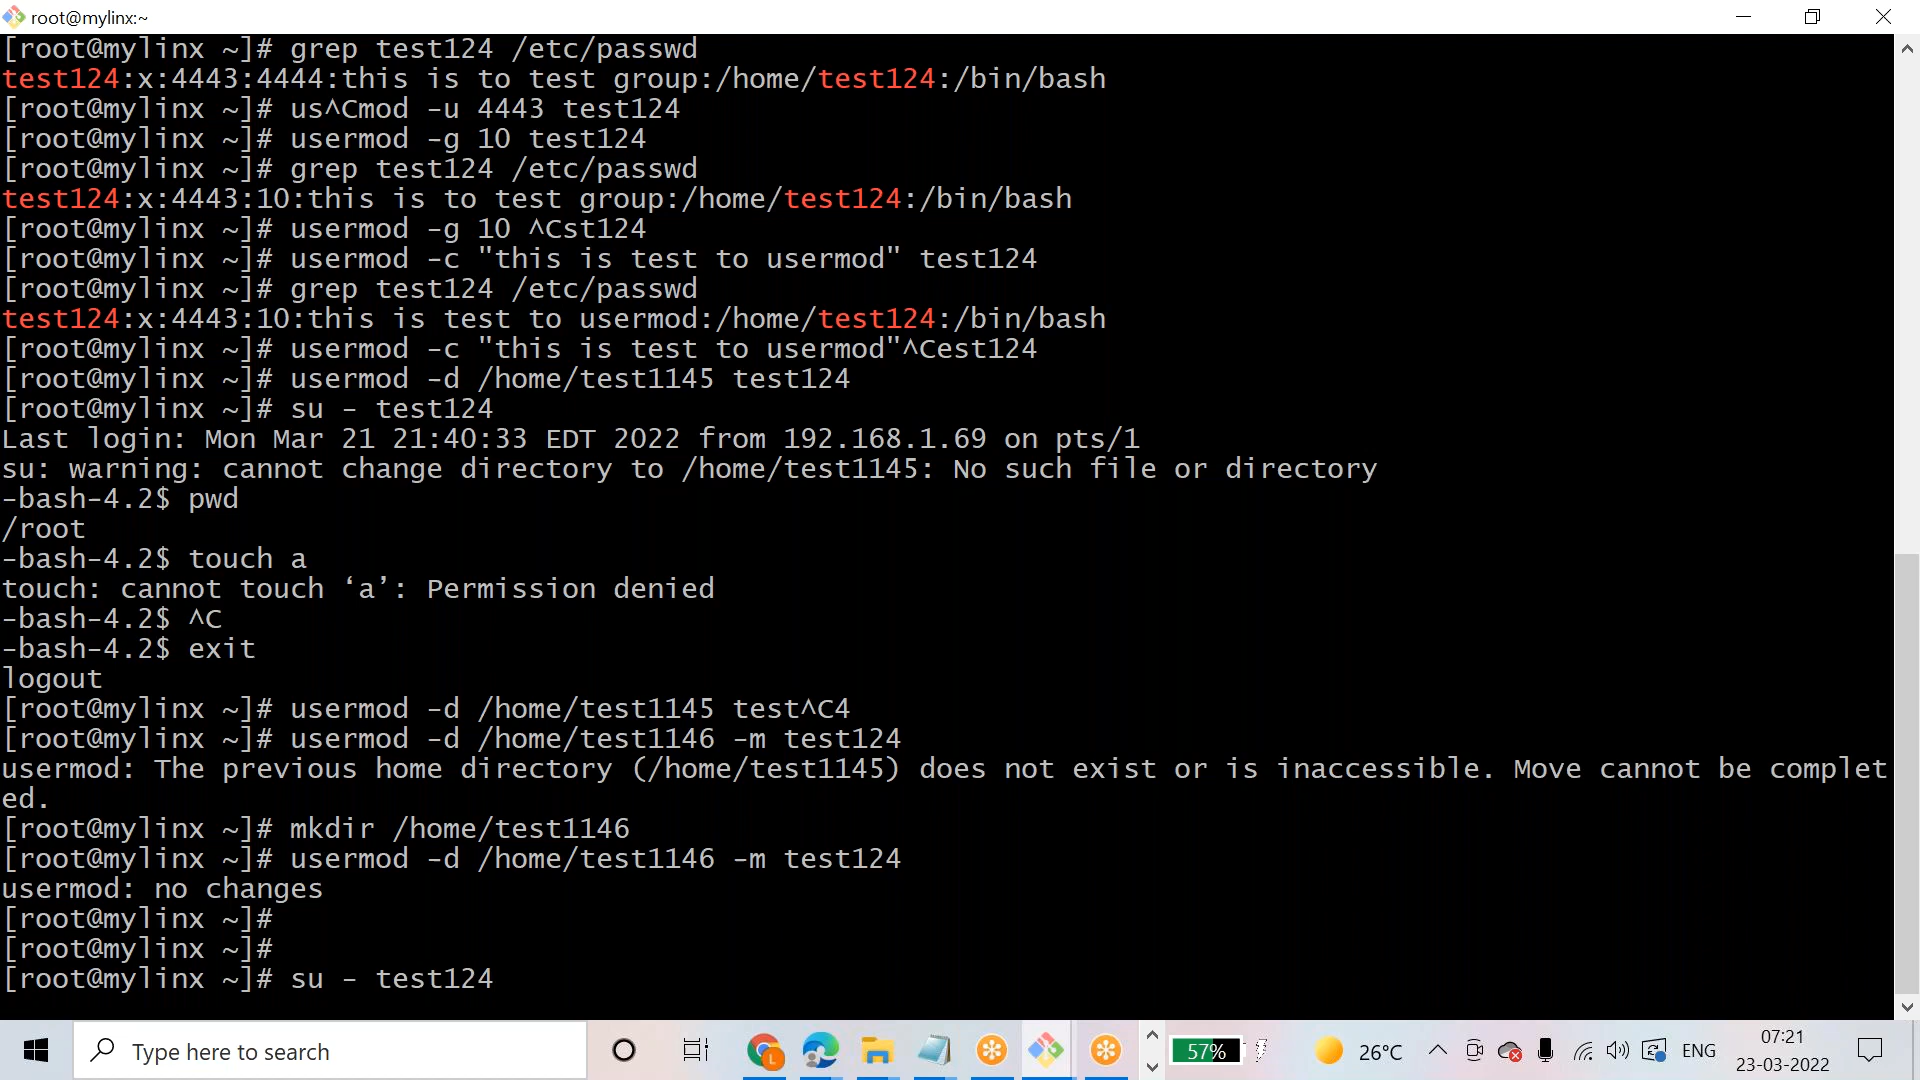 root@mylinx:~
[root@mylinx ~]# grep test124 /etc/passwd
test124:x:4443:4444:this is to test group:/home/test124:/bin/bash
[root@mylinx ~]# us^Cmod -u 4443 test124
[root@mylinx ~]# usermod -g 10 test124
[root@mylinx ~]# grep test124 /etc/passwd
test124:x:4443:10:this is to test group:/home/test124:/bin/bash
[root@mylinx ~]# usermod -g 10 ^Cst124
[root@mylinx ~]# usermod -c "this is test to usermod" test124
[root@mylinx ~]# grep test124 /etc/passwd
test124:x:4443:10:this is test to usermod:/home/test124:/bin/bash
[root@mylinx ~]# usermod -c "this is test to usermod"^Cest124
[root@mylinx ~]# usermod -d /home/test1145 test124
[root@mylinx ~]# su - test124
Last login: Mon Mar 21 21:40:33 EDT 2022 from 192.168.1.69 on pts/1
su: warning: cannot change directory to /home/test1145: No such file or directory
-bash-4.2$ pwd
/root
-bash-4.2$ touch a
touch: cannot touch ‘a’: Permission denied
-bash-4.2$ ^C
-bash-4.2$ exit
logout
[root@mylinx ~]# usermod -d /home/test1145 test^C4
[root@mylinx ~]# usermod -d /home/test1146 -m test124
usermod: The previous home directory (/home/test1145) does not exist or is inaccessible. Move cannot be complet
ed.
[root@mylinx ~]# mkdir /home/test1146
[root@mylinx ~]# usermod -d /home/test1146 -m test124
usermod: no changes
[root@mylinx ~]#
[root@mylinx ~]#
[root@mylinx ~]# su - test124
Type here to search
L
57%
26°C
ENG
07:21
23-03-2022